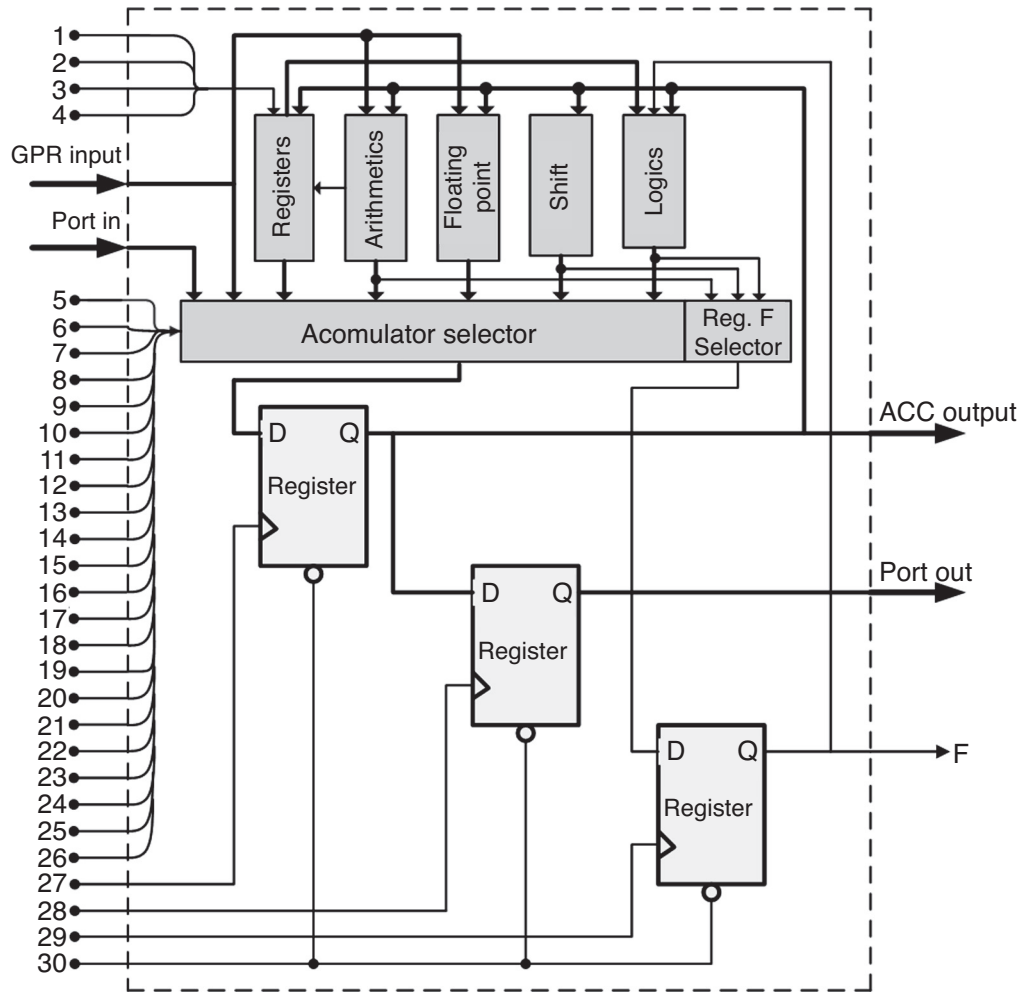 1
2
3
4
GPR input
Port in
Registers
Arithmetics
Floating
point
Shift
Logics
5
6
7
8
9
10
11
12
13
14
15
16
17
18
19
20
21
22
23
24
25
26
27
28
29
30
Acomulator selector
Reg. F
Selector
D Q
Register
ACC output
D Q
Register
Port out
D Q
Register
F